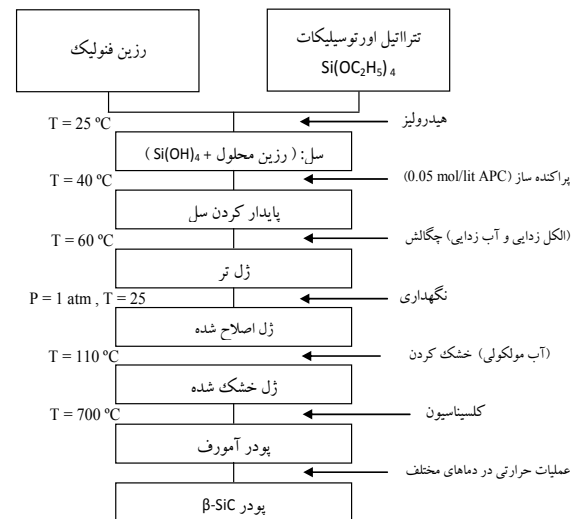 رزین فنولیک
تترااتیل اورتوسیلیکات
Si(OC₂H₅)₄
T = 25 ºC
هیدرولیز
سل: ( رزین محلول + Si(OH)₄ )
T = 40 ºC
پراکنده ساز (0.05 mol/lit APC)
پایدار کردن سل
T = 60 ºC
(الکل زدایی و آب زدایی) چگالش
ژل تر
P = 1 atm , T = 25
نگهداری
ژل اصلاح شده
T = 110 ºC
(آب مولکولی) خشک کردن
ژل خشک شده
T = 700 ºC
کلسیناسیون
پودر آمورف
عملیات حرارتی در دماهای مختلف
پودر β-SiC